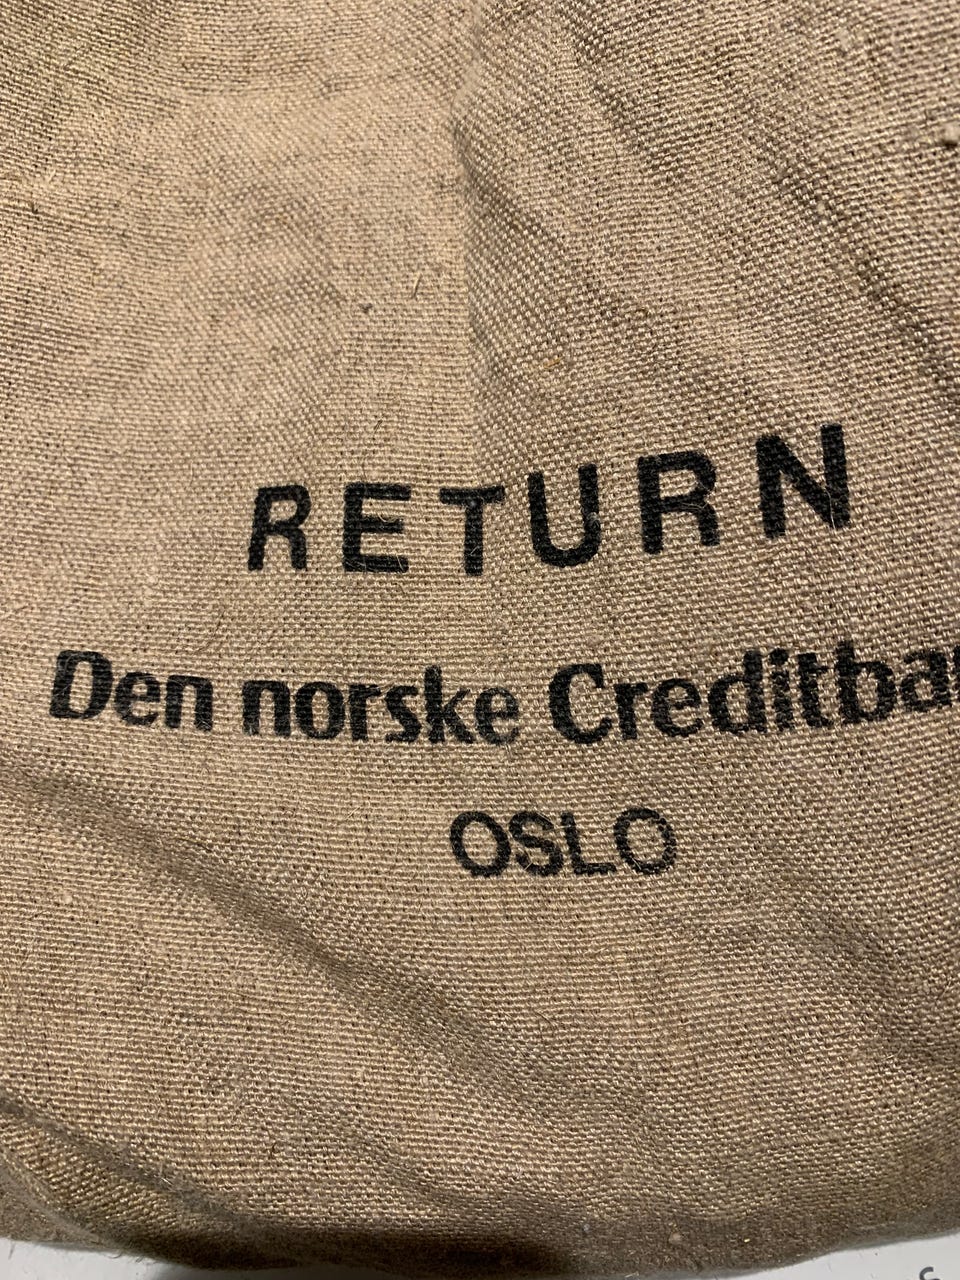 RETURN
Den norske Creditba
OSLO